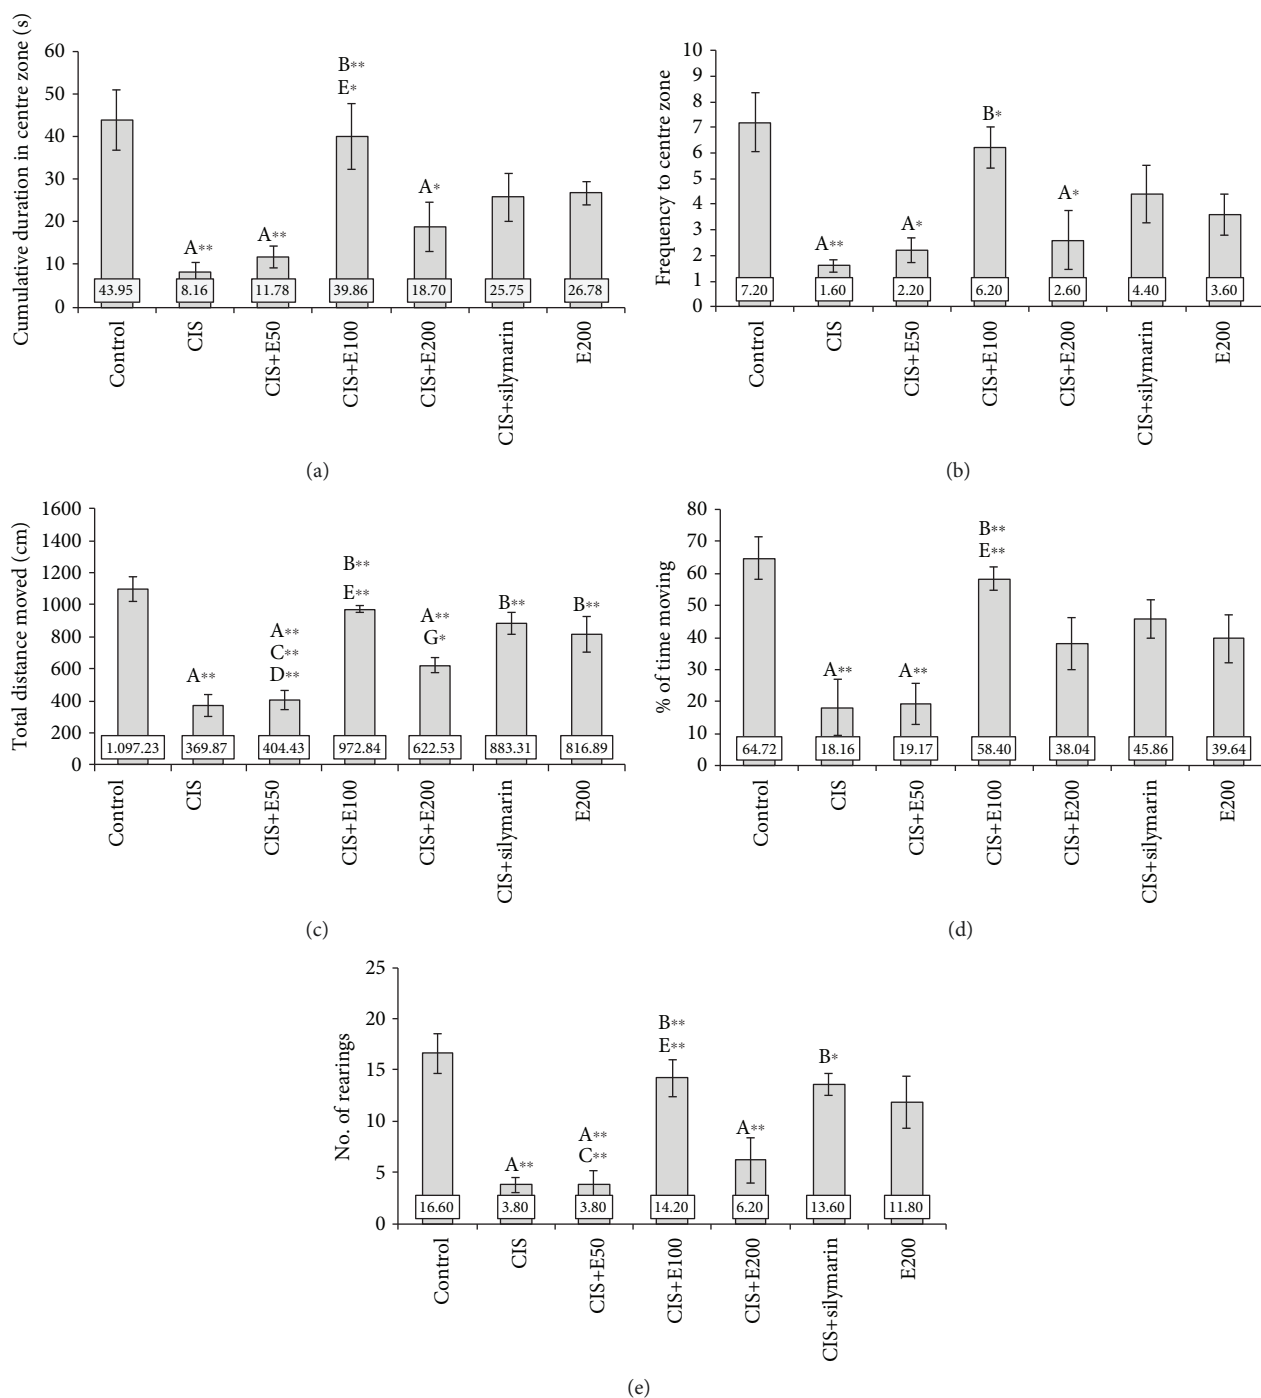 Cumulative duration in centre zone (s)
60
50
40
30
20
10
0
A**
A**
B**
E*
A*
43.95
8.16
11.78
39.86
18.70
25.75
26.78
Control
CIS
CIS+E50
CIS+E100
CIS+E200
CIS+silymarin
E200
(a)
Frequency to centre zone
10
9
8
7
6
5
4
3
2
1
0
A**
A*
B*
A*
7.20
1.60
2.20
6.20
2.60
4.40
3.60
Control
CIS
CIS+E50
CIS+E100
CIS+E200
CIS+silymarin
E200
(b)
Total distance moved (cm)
1600
1400
1200
1000
800
600
400
200
0
A**
A**
C**
D**
B**
E**
A**
G*
B**
B**
1.097.23
369.87
404.43
972.84
622.53
883.31
816.89
Control
CIS
CIS+E50
CIS+E100
CIS+E200
CIS+silymarin
E200
(c)
% of time moving
80
70
60
50
40
30
20
10
0
A**
A**
B**
E**
64.72
18.16
19.17
58.40
38.04
45.86
39.64
Control
CIS
CIS+E50
CIS+E100
CIS+E200
CIS+silymarin
E200
(d)
No. of rearings
25
20
15
10
5
0
A**
A**
C**
B**
E**
A**
B*
16.60
3.80
3.80
14.20
6.20
13.60
11.80
Control
CIS
CIS+E50
CIS+E100
CIS+E200
CIS+silymarin
E200
(e)